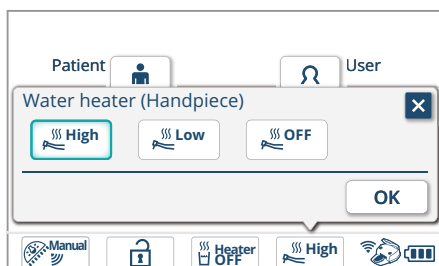 Patient
User
Water heater (Handpiece)
High
Low
OFF
OK
Manual
Heater
OFF
High